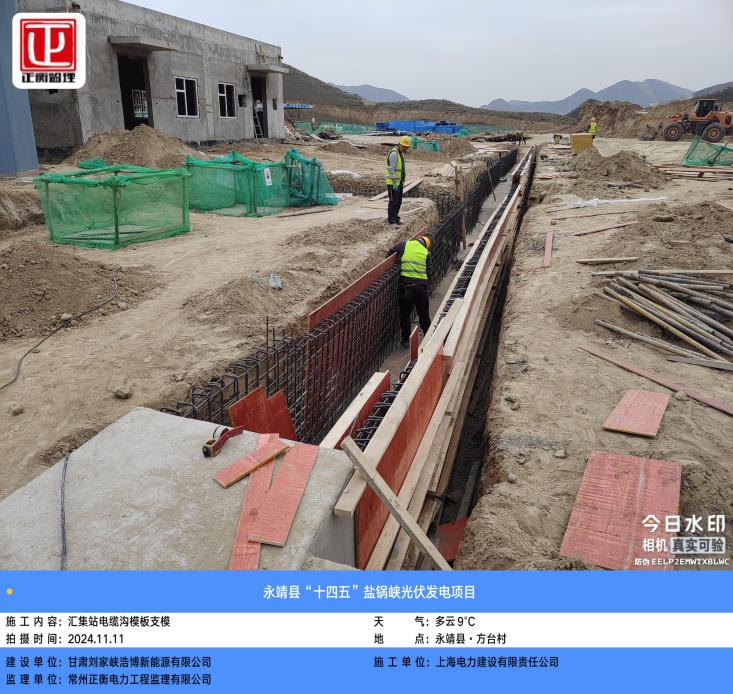 正衡监理
今日水印
相机 真实可验
防伪 EELP2EMWTXBLWC
永靖县“十四五”盐锅峡光伏发电项目
施工内容：汇集站电缆沟模板支模
天气：多云 9℃
拍摄时间：2024.11.11
地点：永靖县·方台村
建设单位：甘肃刘家峡浩博新能源有限公司
施工单位：上海电力建设有限责任公司
监理单位：常州正衡电力工程监理有限公司